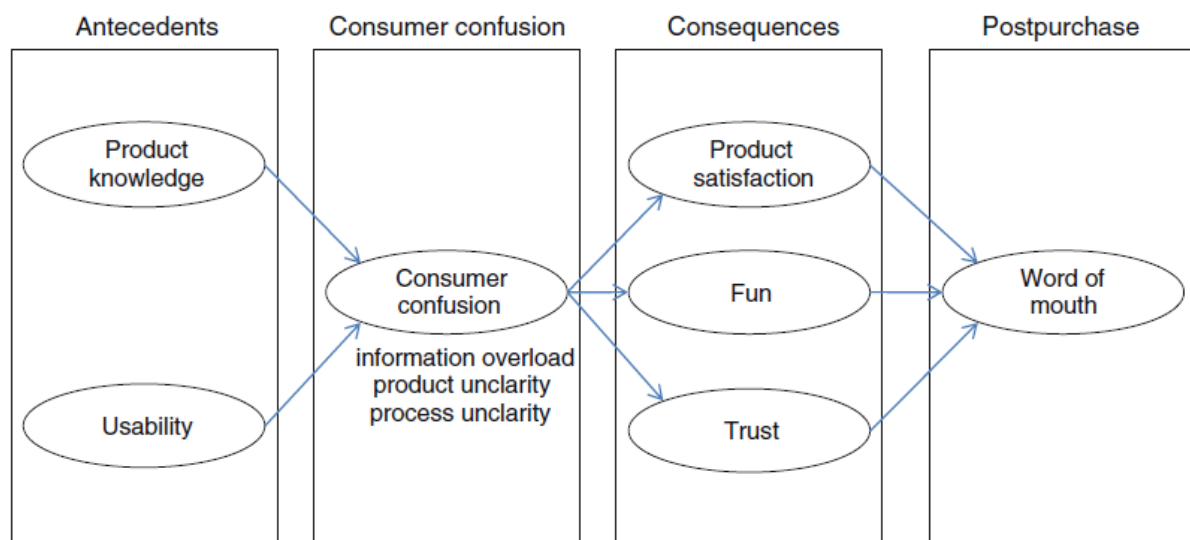 Antecedents
Consumer confusion
Consequences
Postpurchase
Product
knowledge
Usability
Consumer
confusion
information overload
product unclarity
process unclarity
Product
satisfaction
Fun
Trust
Word of
mouth